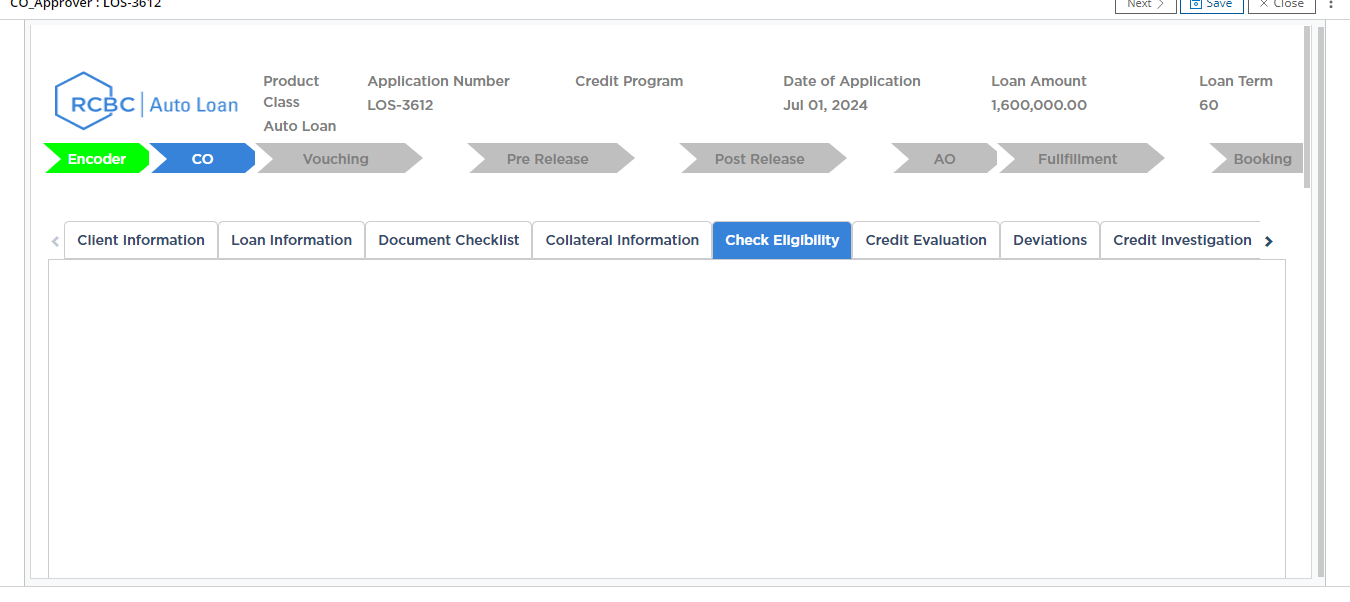 CO_Approver : LOS-3612
Next
Save
Close
RCBC | Auto Loan
Product Class
Auto Loan
Application Number
LOS-3612
Credit Program
Date of Application
Jul 01, 2024
Loan Amount
1,600,000.00
Loan Term
60
Encoder
CO
Vouching
Pre Release
Post Release
AO
Fullfillment
Booking
Client Information
Loan Information
Document Checklist
Collateral Information
Check Eligibility
Credit Evaluation
Deviations
Credit Investigation